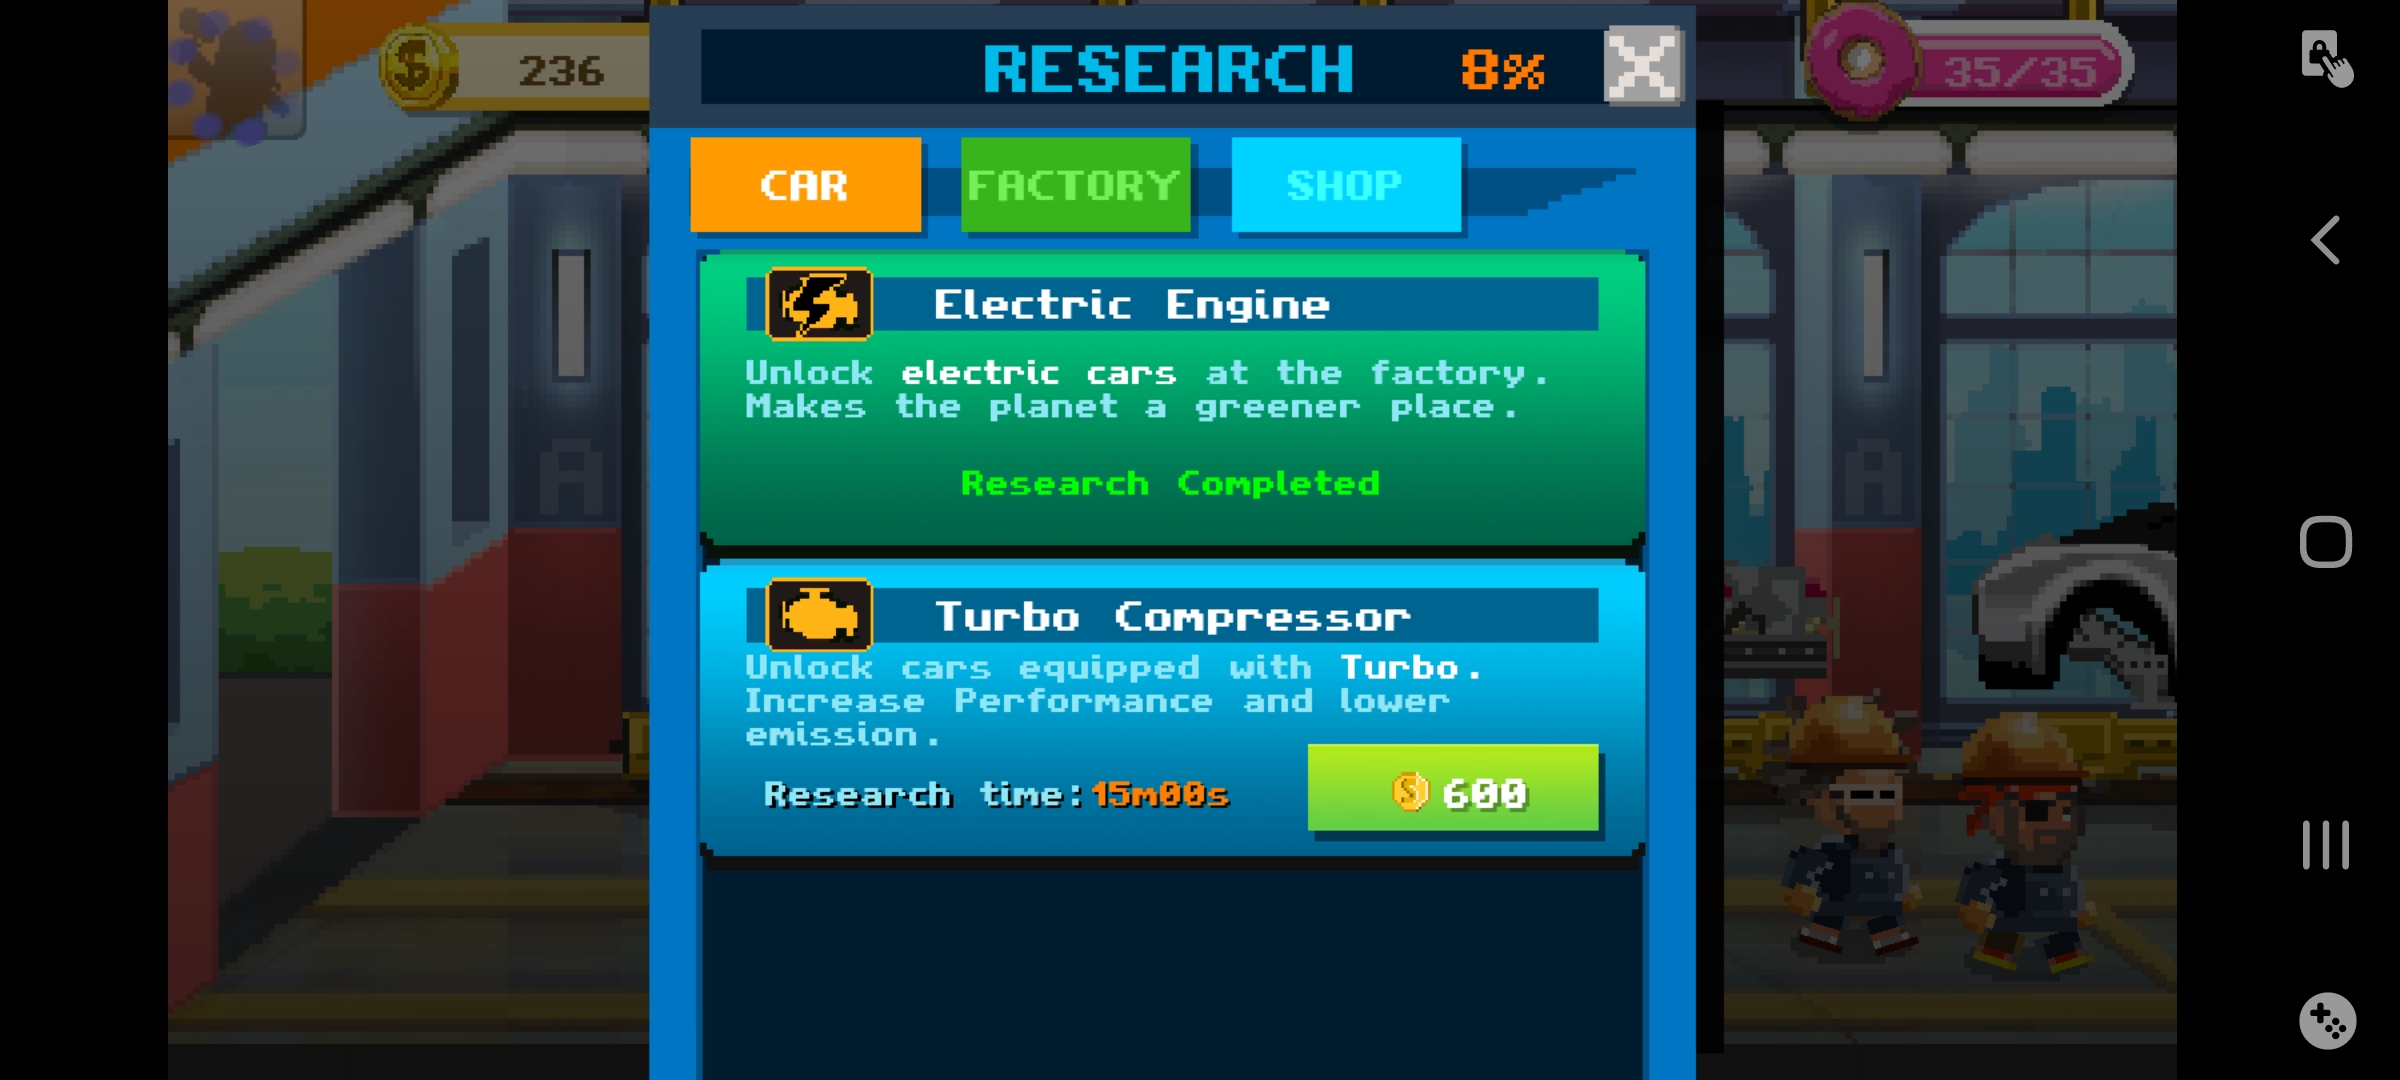 236
RESEARCH 8%
35/35
CAR FACTORY SHOP
Electric Engine
Unlock electric cars at the factory.
Makes the planet a greener place.
Research Completed
Turbo Compressor
Unlock cars equipped with Turbo.
Increase Performance and lower
emission.
Research time:15m00s
600
A
A